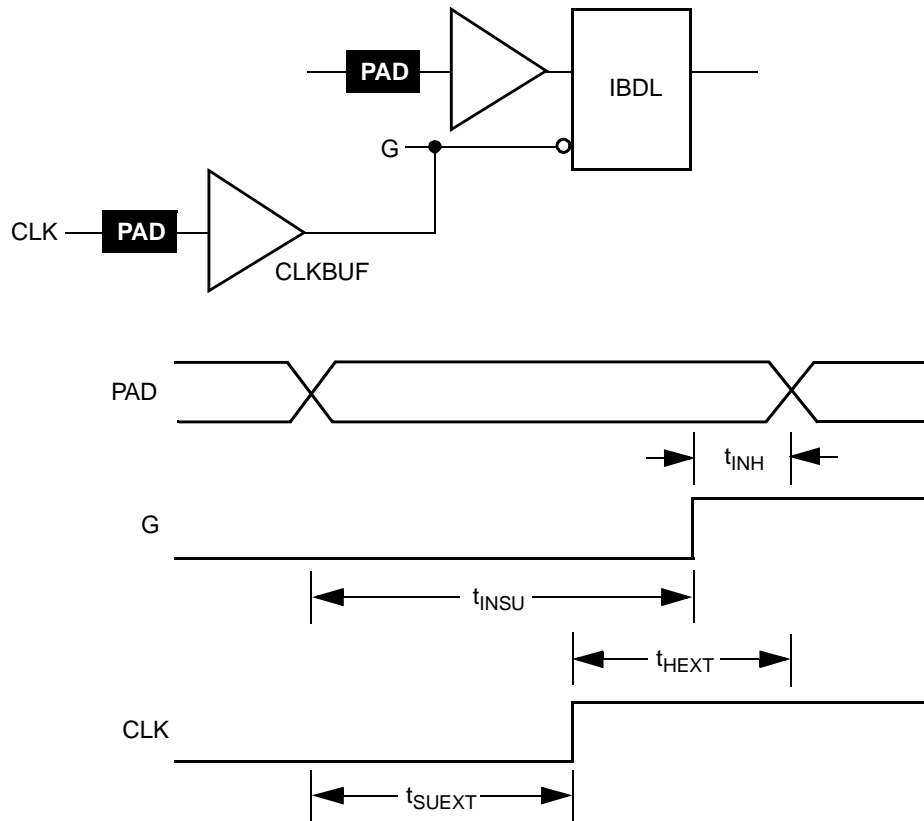 PAD
IBDL
G
CLK
PAD
CLKBUF
PAD
tINH
G
tINSU
tHEXT
CLK
tSUEXT